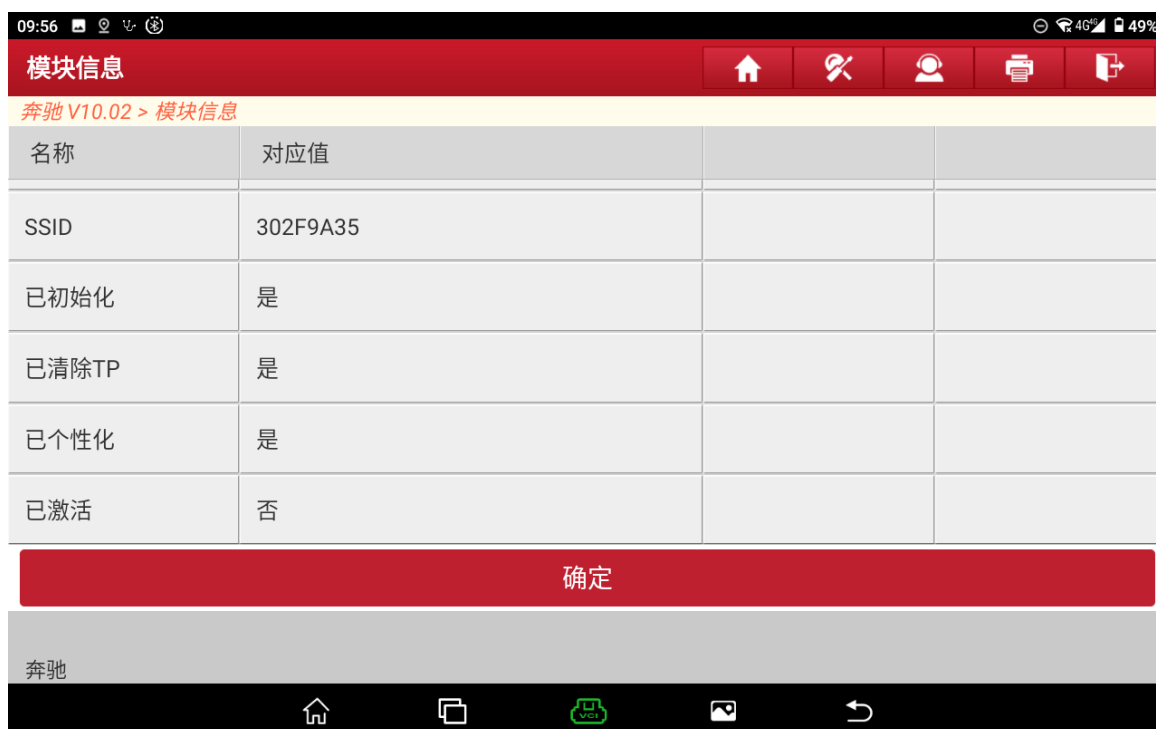 09:56 4G 4G 49%
模块信息
奔驰 V10.02 > 模块信息
名称 对应值
SSID 302F9A35
已初始化 是
已清除TP 是
已个性化 是
已激活 否
确定
奔驰
VCI